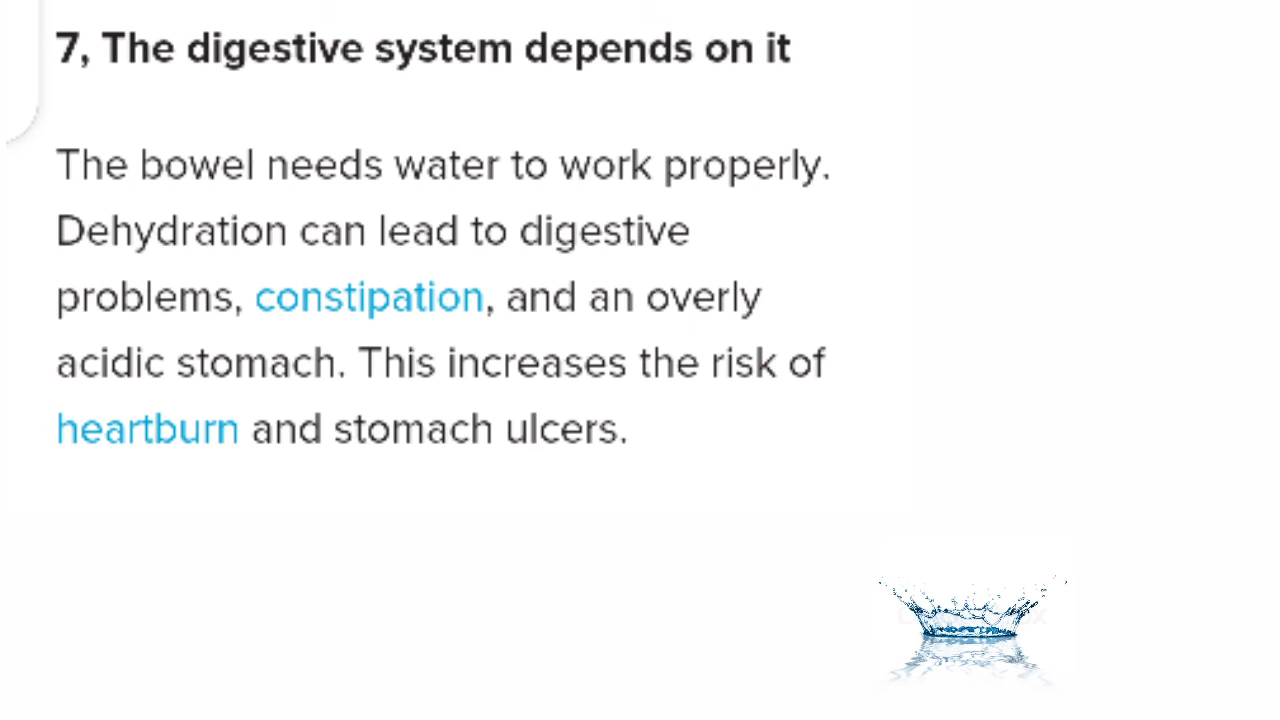 7, The digestive system depends on it
The bowel needs water to work properly.
Dehydration can lead to digestive
problems, constipation, and an overly
acidic stomach. This increases the risk of
heartburn and stomach ulcers.